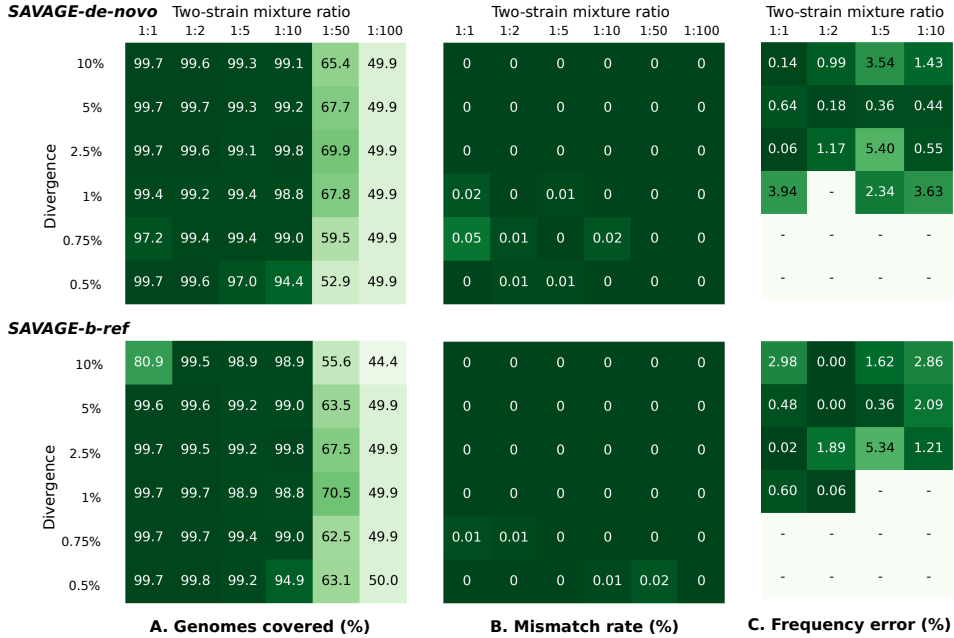 SAVAGE-de-novo
Two-strain mixture ratio
Two-strain mixture ratio
Two-strain mixture ratio
1:1 1:2 1:5 1:10 1:50 1:100
1:1 1:2 1:5 1:10 1:50 1:100
1:1 1:2 1:5 1:10
Divergence
10% 99.7 99.6 99.3 99.1 65.4 49.9 0 0 0 0 0 0 0.14 0.99 3.54 1.43
5% 99.7 99.7 99.3 99.2 67.7 49.9 0 0 0 0 0 0 0.64 0.18 0.36 0.44
2.5% 99.7 99.6 99.1 99.8 69.9 49.9 0 0 0 0 0 0 0.06 1.17 5.40 0.55
1% 99.4 99.2 99.4 98.8 67.8 49.9 0.02 0 0.01 0 0 0 3.94 - 2.34 3.63
0.75% 97.2 99.4 99.4 99.0 59.5 49.9 0.05 0.01 0 0.02 0 0 - - - -
0.5% 99.7 99.6 97.0 94.4 52.9 49.9 0 0.01 0.01 0 0 0 - - - -
SAVAGE-b-ref
Divergence
10% 80.9 99.5 98.9 98.9 55.6 44.4 0 0 0 0 0 0 2.98 0.00 1.62 2.86
5% 99.6 99.6 99.2 99.0 63.5 49.9 0 0 0 0 0 0 0.48 0.00 0.36 2.09
2.5% 99.7 99.5 99.2 99.8 67.5 49.9 0 0 0 0 0 0 0.02 1.89 5.34 1.21
1% 99.7 99.7 98.9 98.8 70.5 49.9 0 0 0 0 0 0 0.60 0.06 - -
0.75% 99.7 99.7 99.4 99.0 62.5 49.9 0.01 0.01 0 0 0 0 - - - -
0.5% 99.7 99.8 99.2 94.9 63.1 50.0 0 0 0 0.01 0.02 0 - - - -
A. Genomes covered (%)
B. Mismatch rate (%)
C. Frequency error (%)